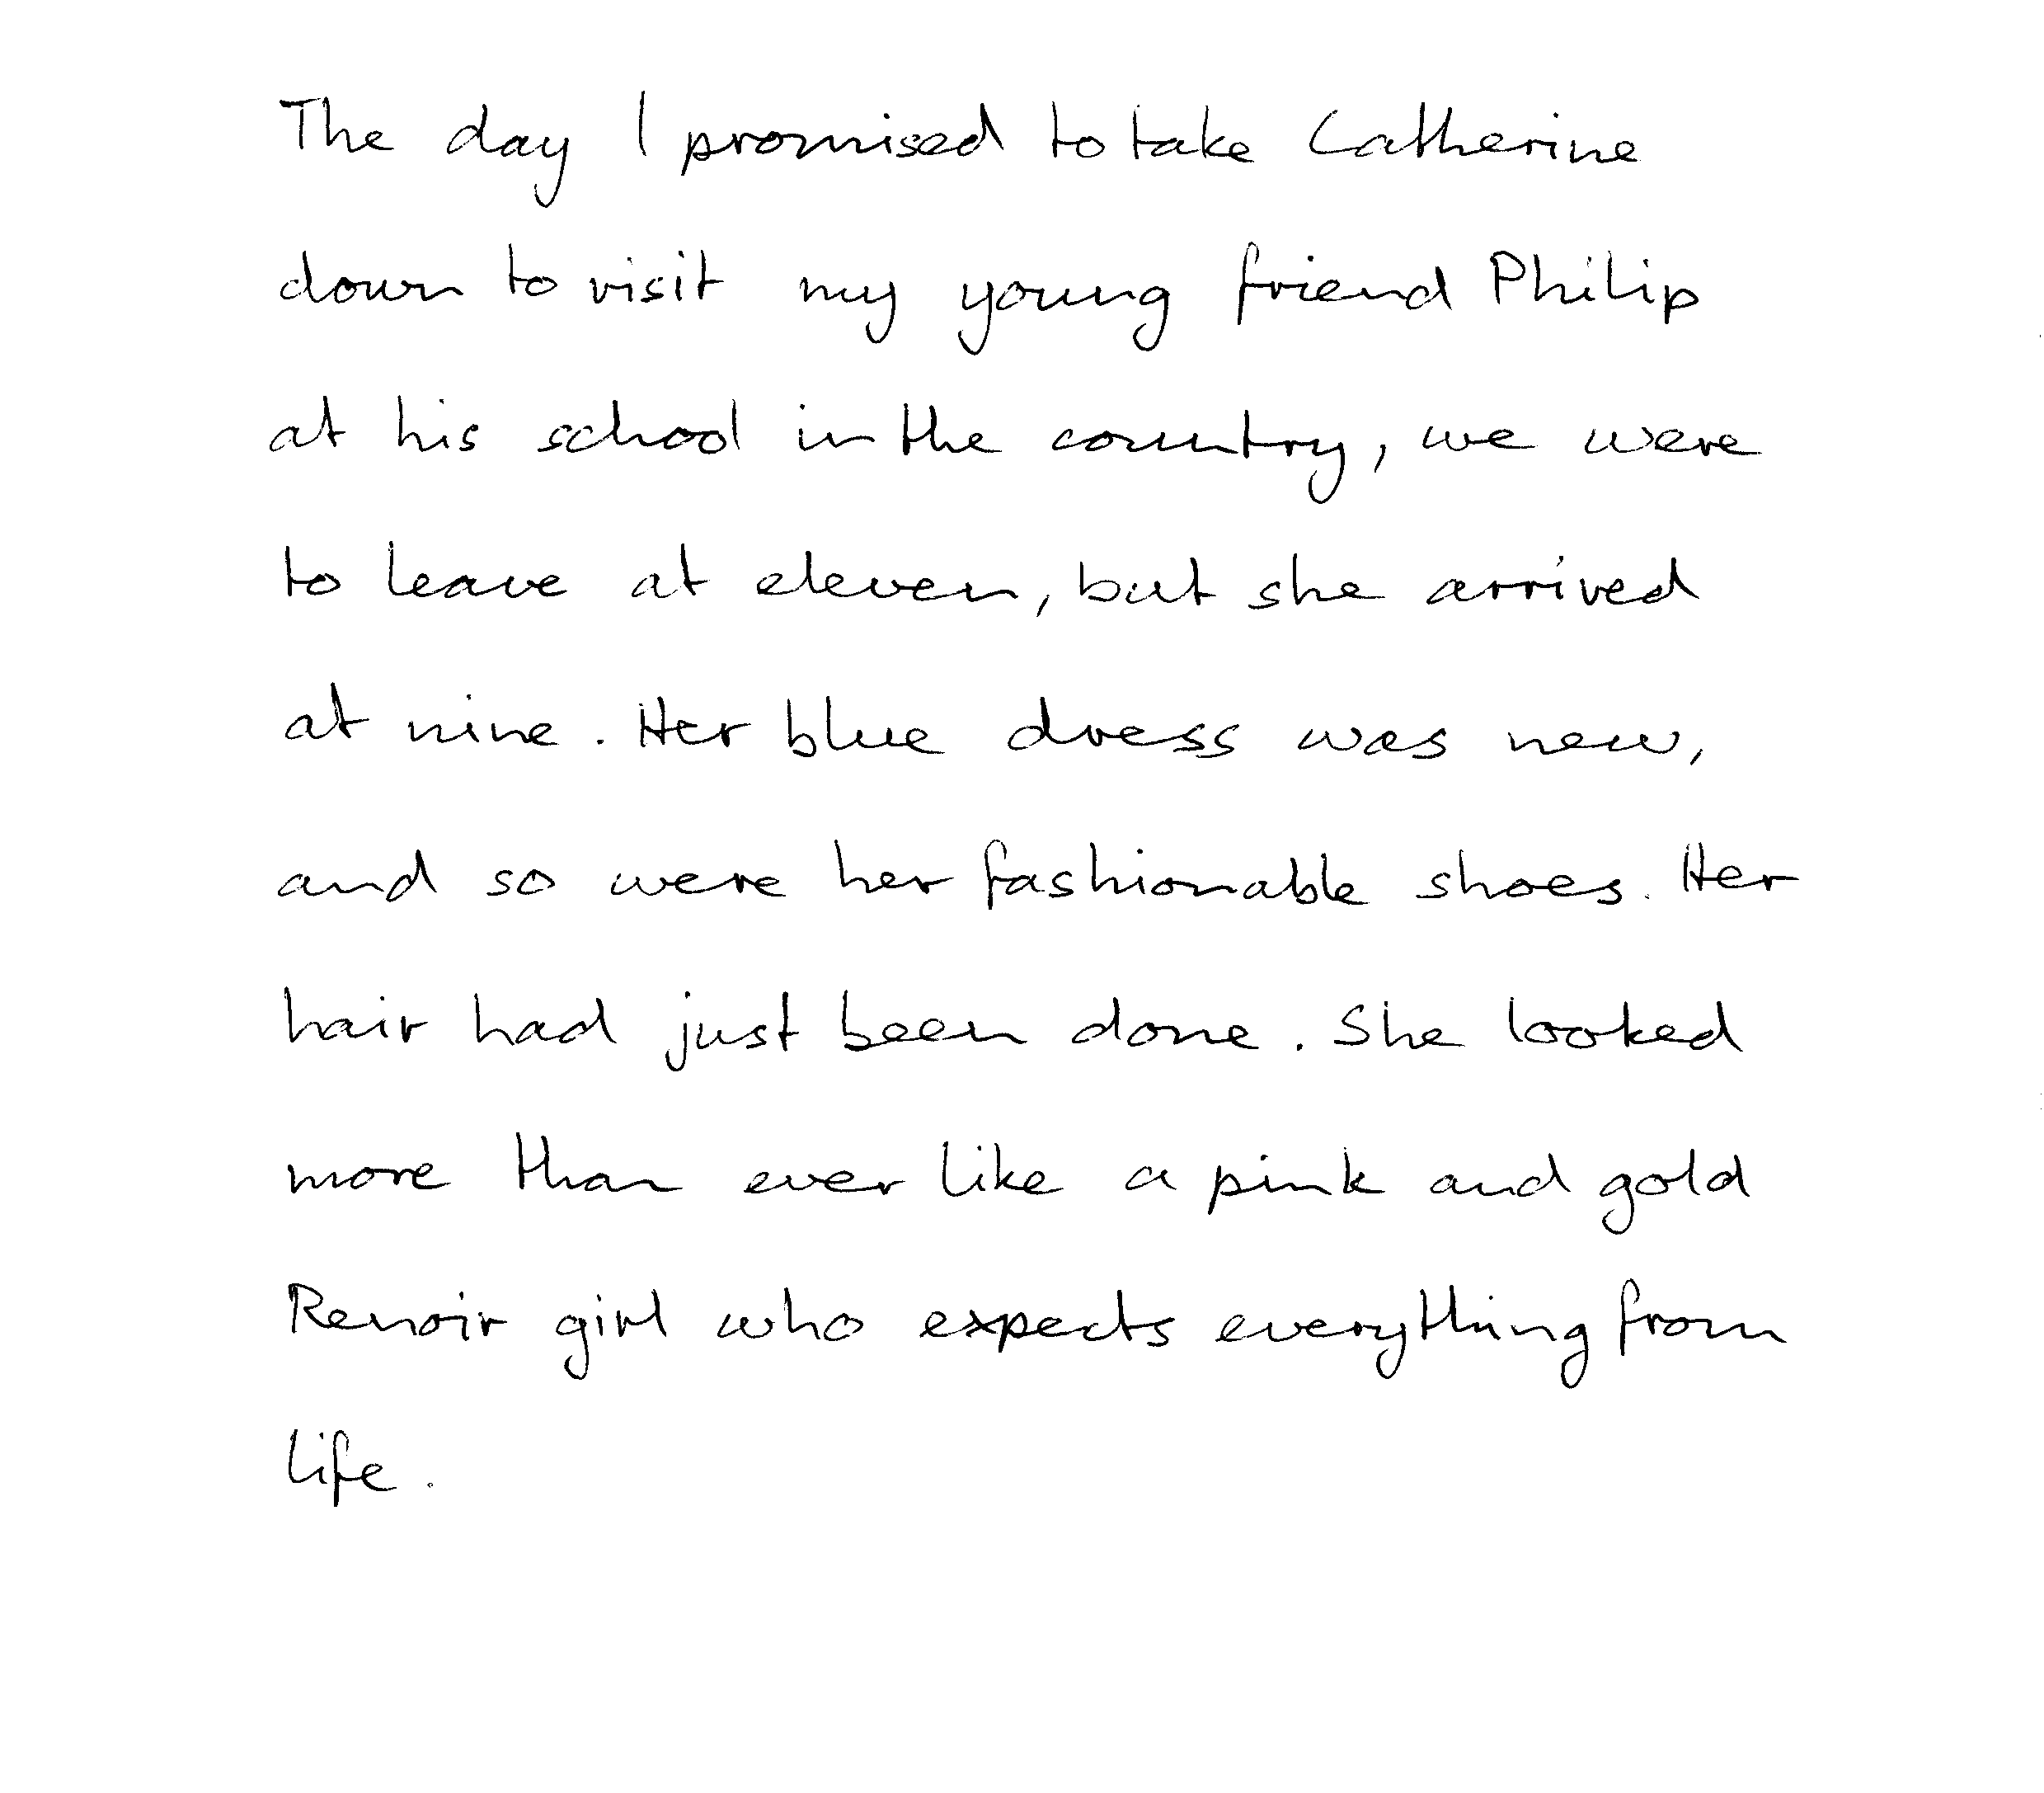 The day I promised to take Catherine
down to visit my young friend Philip
at his school in the country, we were
to leave at eleven, but she arrived
at nine. Her blue dress was new,
and so were her fashionable shoes. Her
hair had just been done. She looked
more than ever like a pink and gold
Renoir girl who expects everything from
life.